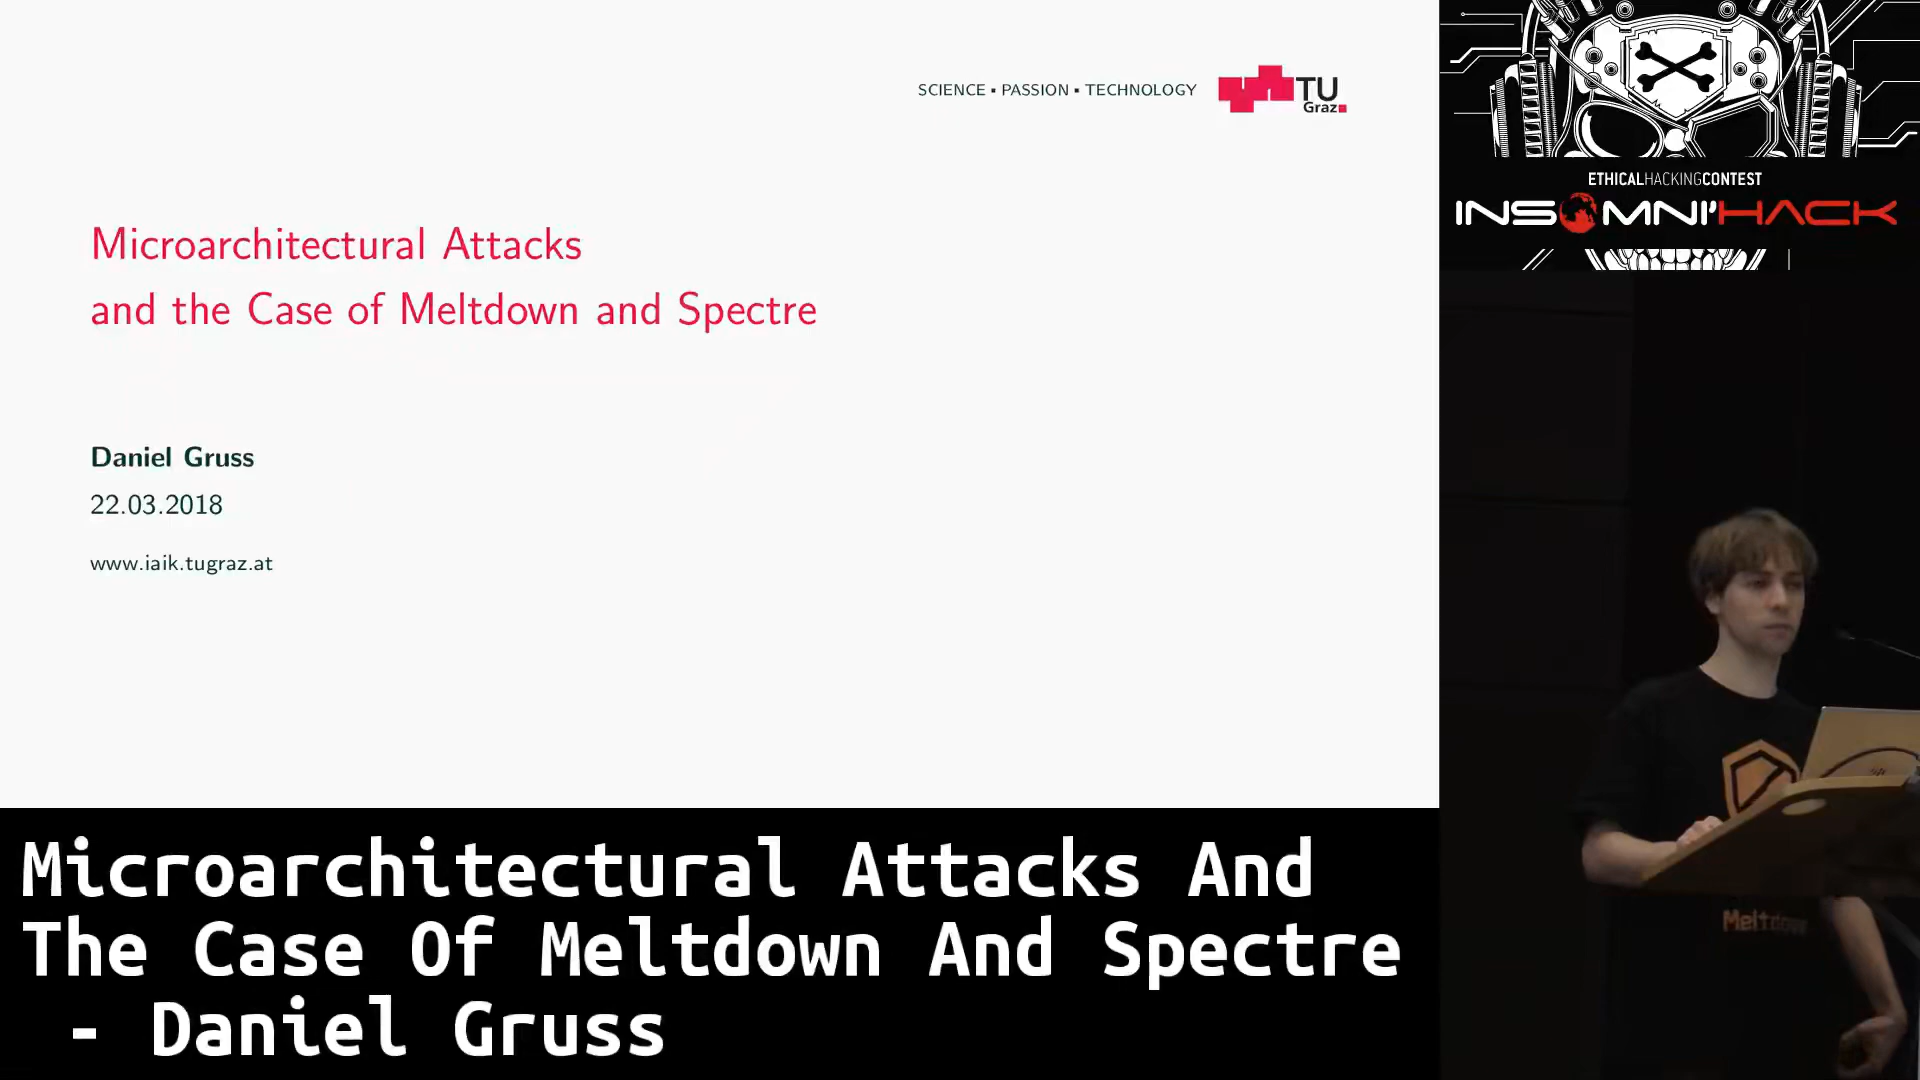 SCIENCE ▪ PASSION ▪ TECHNOLOGY
TU
Graz
Microarchitectural Attacks
and the Case of Meltdown and Spectre
Daniel Gruss
22.03.2018
www.iaik.tugraz.at
ETHICALHACKINGCONTEST
INSOMNI'HACK
Meltdown
Microarchitectural Attacks And
The Case Of Meltdown And Spectre
- Daniel Gruss